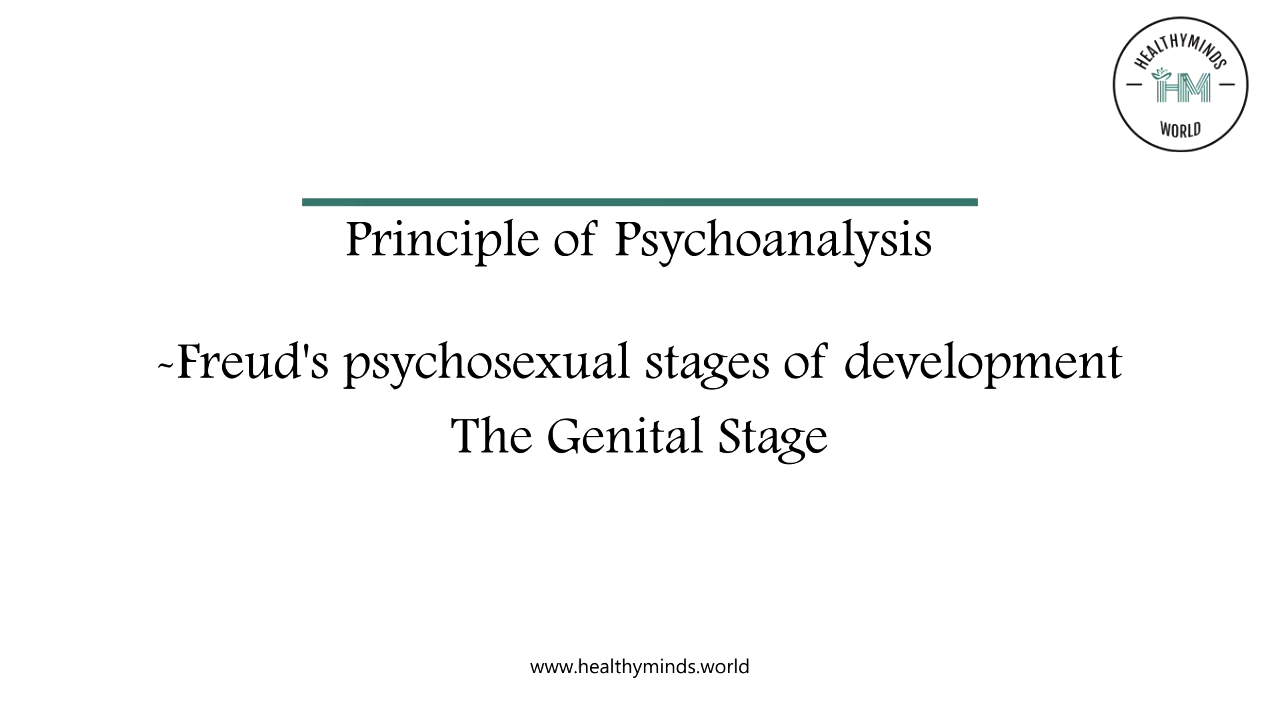 HEALTHYMINDS
HM
WORLD
Principle of Psychoanalysis
~Freud's psychosexual stages of development
The Genital Stage
www.healthyminds.world